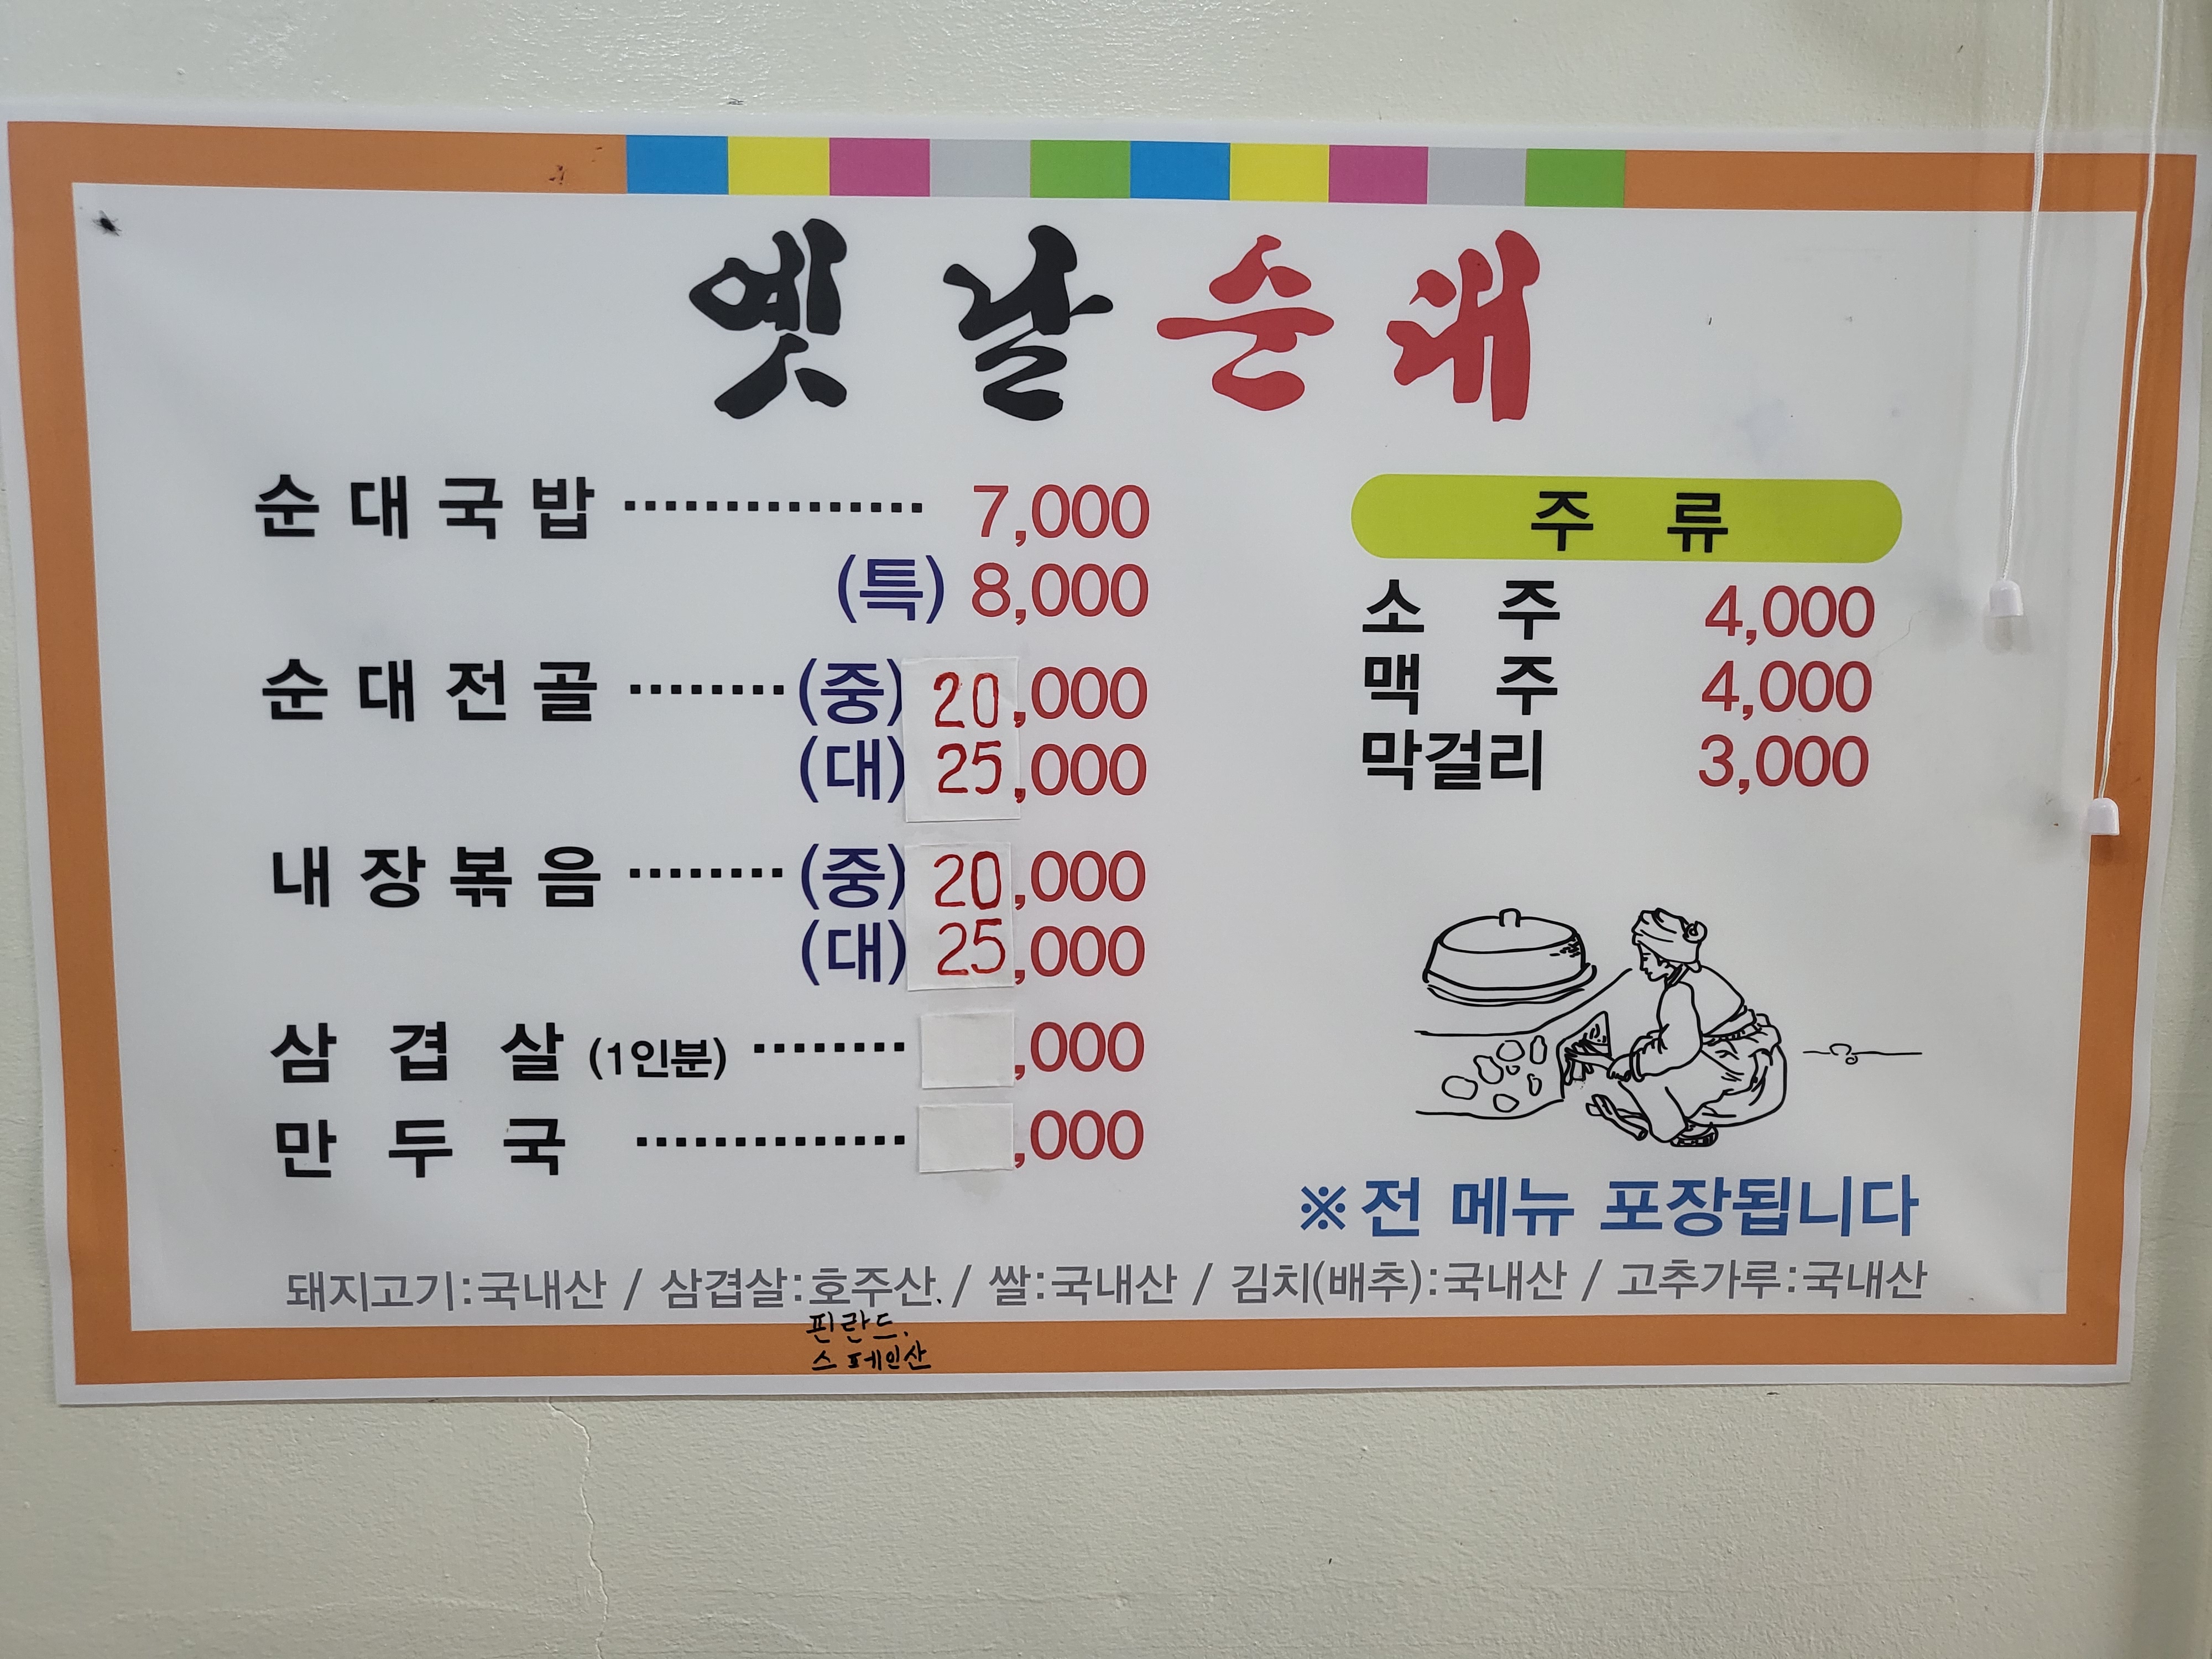 옛날순대
순대국밥 ··············· 7,000
(특) 8,000
순대전골 ········ (중) 20,000
(대) 25,000
내장볶음 ········ (중) 20,000
(대) 25,000
삼겹살 (1인분) ········ ,000
만두국 ·············· ,000
주류
소주 4,000
맥주 4,000
막걸리 3,000
※전 메뉴 포장됩니다
돼지고기:국내산 / 삼겹살:호주산, / 쌀:국내산 / 김치(배추):국내산 / 고추가루:국내산
핀란드,
스페인산